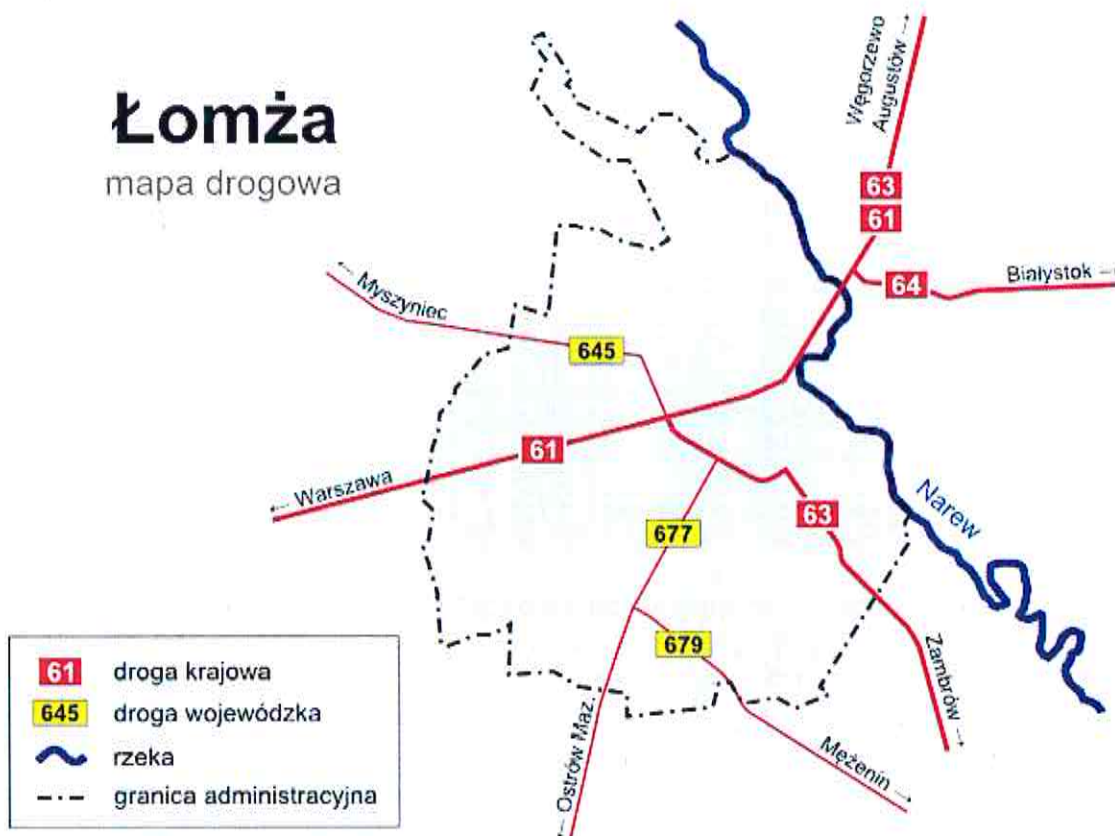 Łomża
mapa drogowa
Węgorzewo
Augustów →
63
61
64
Białystok →
← Myszyniec
645
61
← Warszawa
677
63
Narew
679
Zambrów →
← Ostrów Maz.
Mężenin →
61 droga krajowa
645 droga wojewódzka
rzeka
granica administracyjna